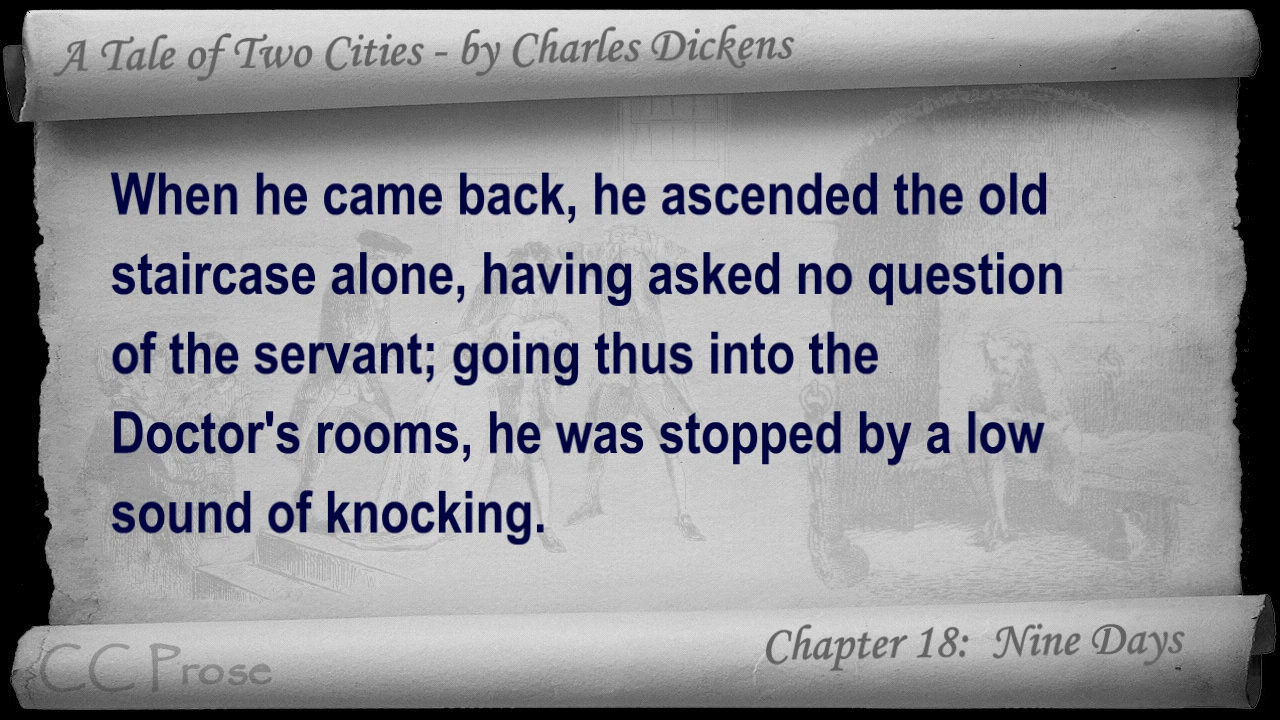 A Tale of Two Cities - by Charles Dickens
When he came back, he ascended the old
staircase alone, having asked no question
of the servant; going thus into the
Doctor's rooms, he was stopped by a low
sound of knocking.
Chapter 18: Nine Days
CC Prose